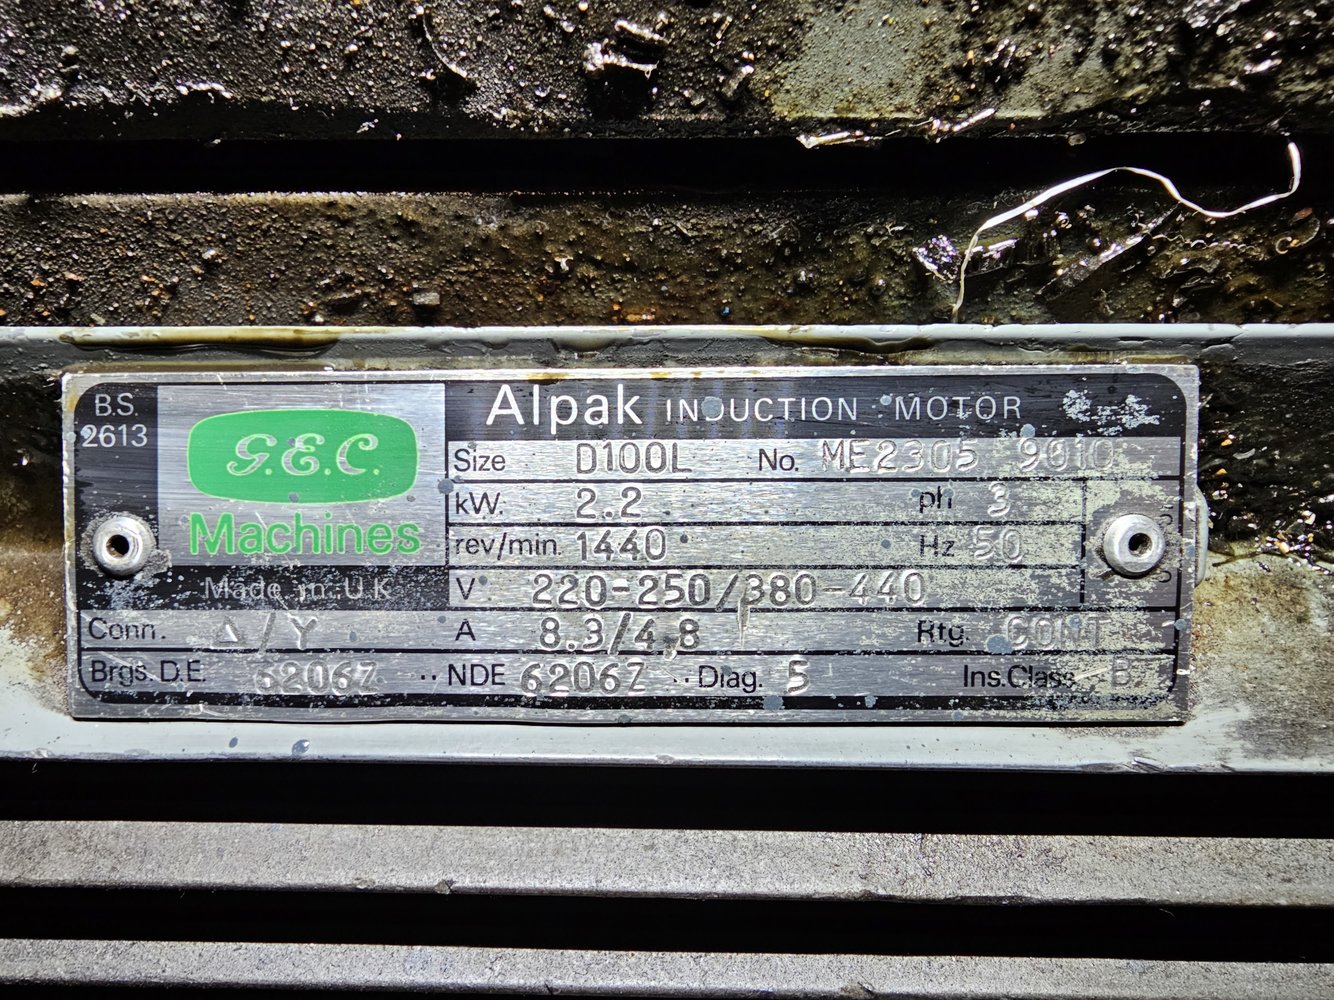 B.S.
2613
G.E.C.
Machines
Made in U.K
Alpak INDUCTION MOTOR
Size D100L No. ME2305 9010
kW. 2.2 ph 3
rev/min. 1440 Hz 50
V 220-250/380-440
Conn. Δ/Y A 8.3/4.8 Rtg. CONT
Brgs. D.E. 6206Z NDE 6206Z Diag. 5 Ins.Class B